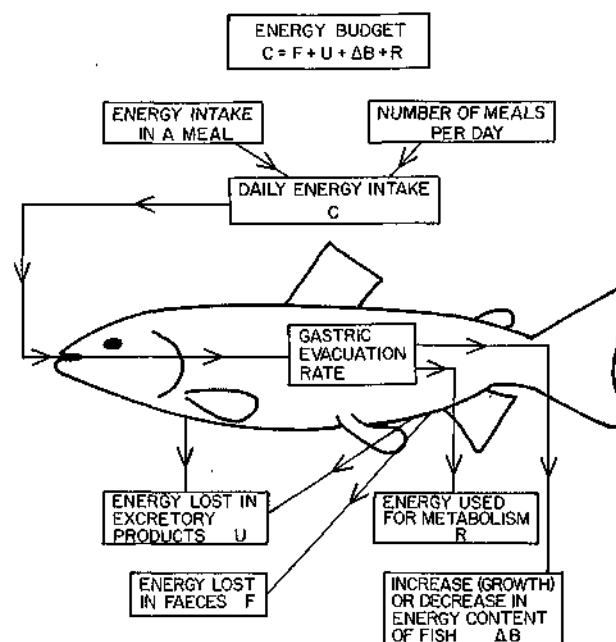 ENERGY BUDGET
C = F + U + ΔB + R
ENERGY INTAKE
IN A MEAL
NUMBER OF MEALS
PER DAY
DAILY ENERGY INTAKE
C
GASTRIC
EVACUATION
RATE
ENERGY LOST IN
EXCRETORY
PRODUCTS U
ENERGY USED
FOR METABOLISM
R
ENERGY LOST
IN FAECES F
INCREASE (GROWTH)
OR DECREASE IN
ENERGY CONTENT
OF FISH ΔB